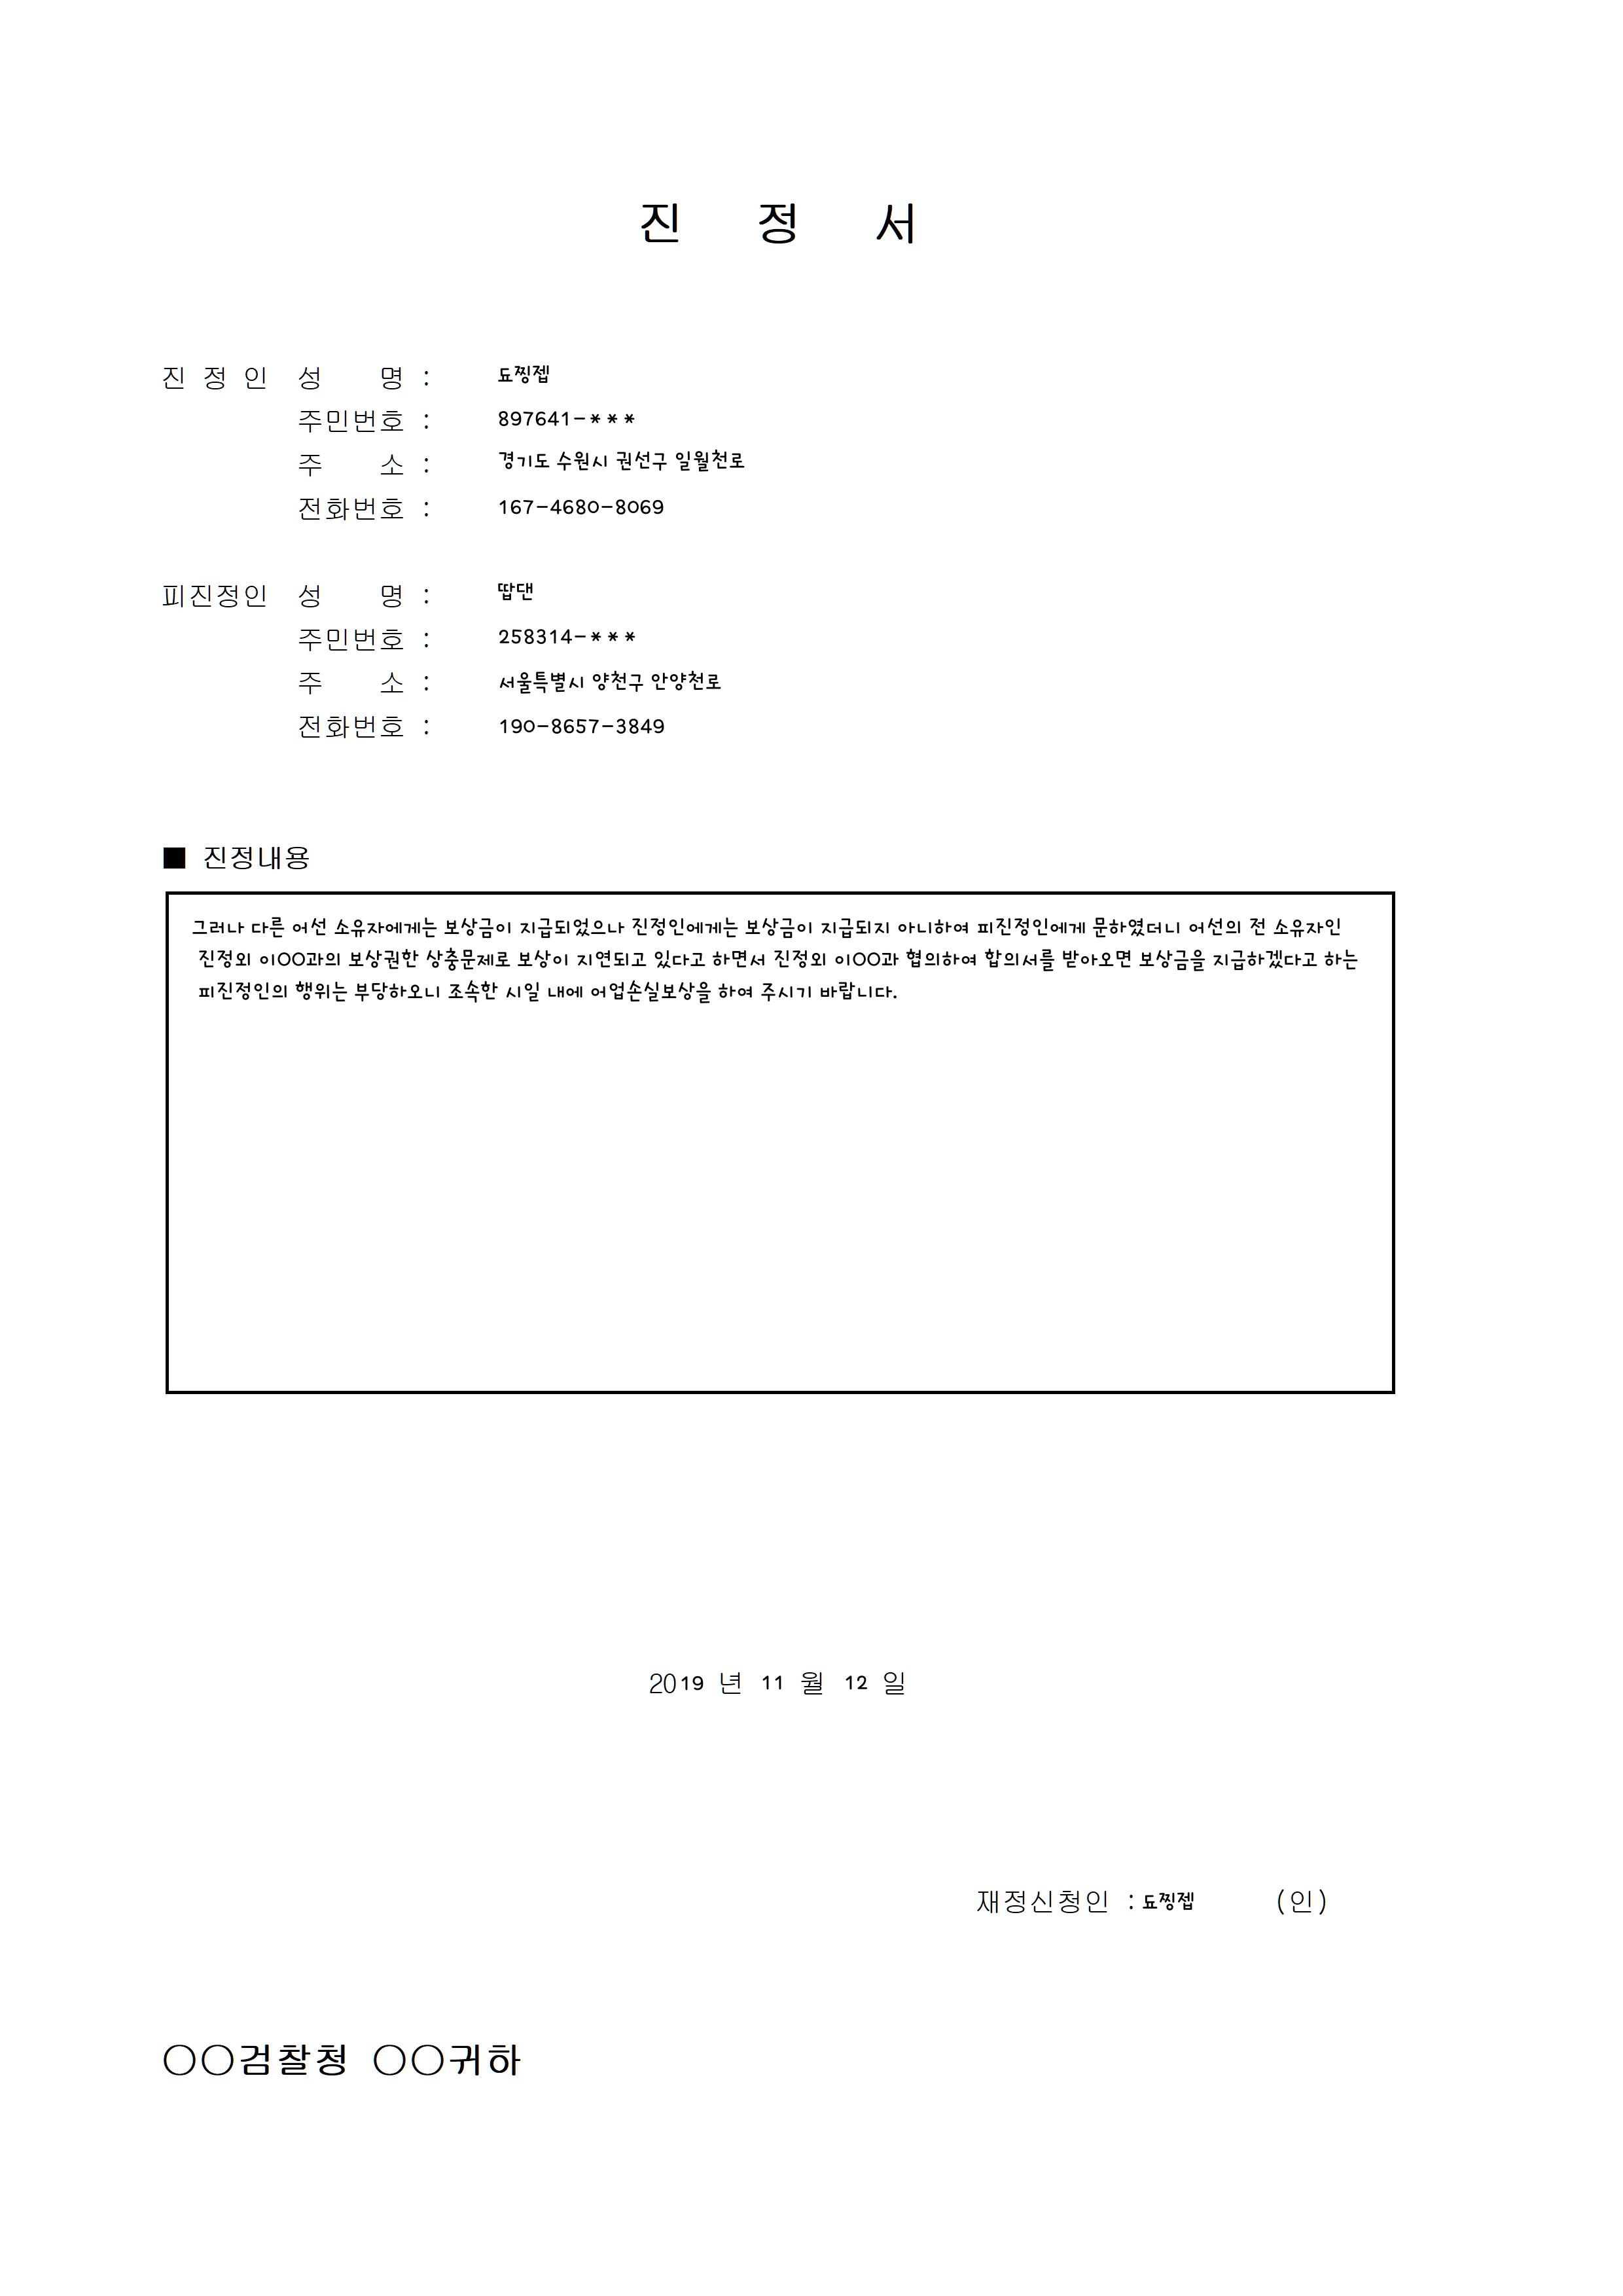 진 정 서
진 정 인 성 명 : 됴찡젭
주민번호 : 897641-***
주 소 : 경기도 수원시 권선구 일월천로
전화번호 : 167-4680-8069
피진정인 성 명 : 땁댄
주민번호 : 258314-***
주 소 : 서울특별시 양천구 안양천로
전화번호 : 190-8657-3849
■ 진정내용
그러나 다른 어선 소유자에게는 보상금이 지급되었으나 진정인에게는 보상금이 지급되지 아니하여 피진정인에게 문하였더니 어선의 전 소유자인
진정외 이OO과의 보상권한 상충문제로 보상이 지연되고 있다고 하면서 진정외 이OO과 협의하여 합의서를 받아오면 보상금을 지급하겠다고 하는
피진정인의 행위는 부당하오니 조속한 시일 내에 어업손실보상을 하여 주시기 바랍니다.
2019 년 11 월 12 일
재정신청인 : 됴찡젭 (인)
○○검찰청 ○○귀하